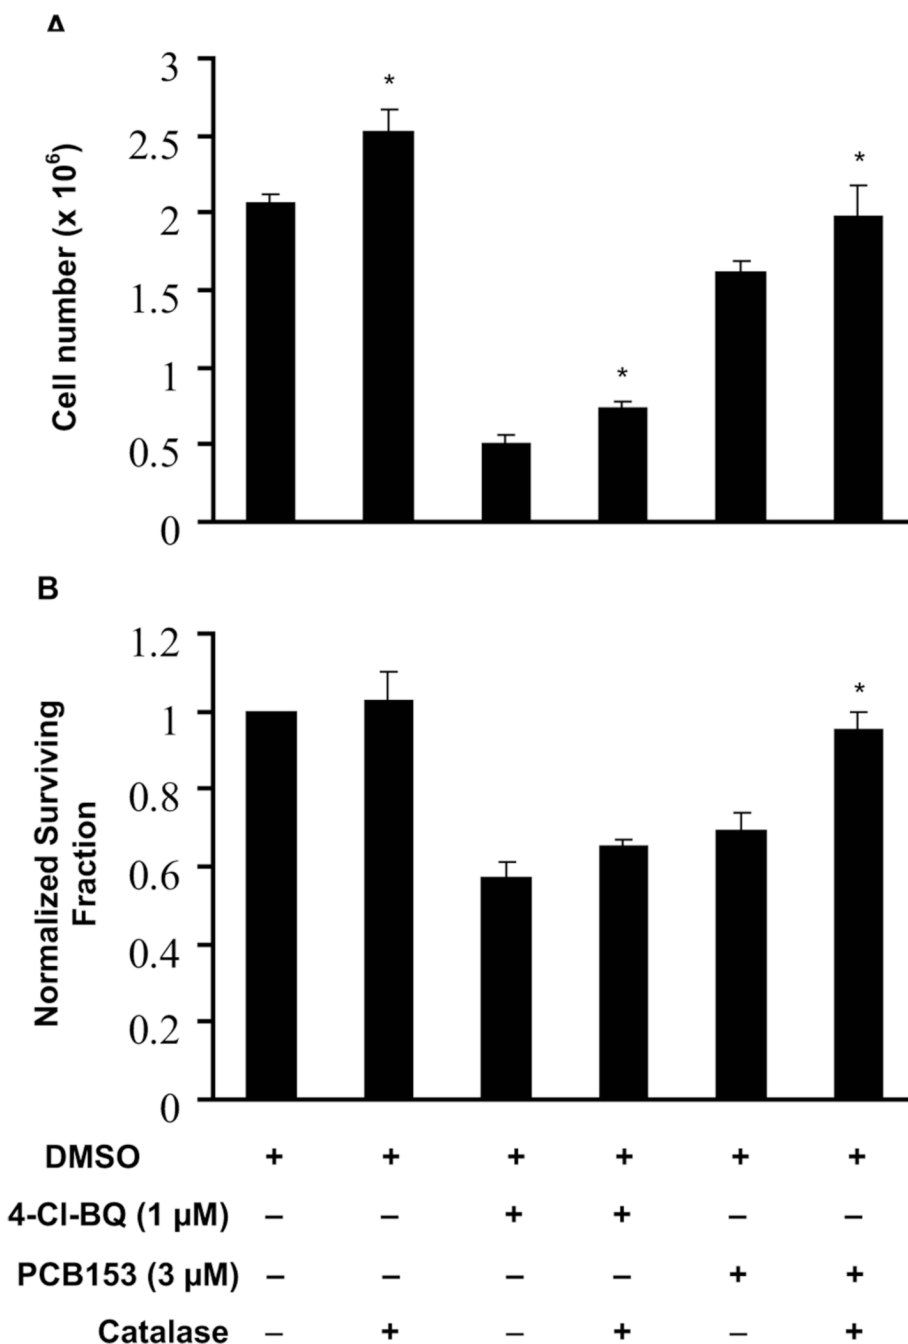 A
3
*
2.5
*
2
1.5
1
*
0.5
0
Cell number (x 10⁶)
B
1.2
1
*
0.8
0.6
0.4
0.2
0
Normalized Surviving
Fraction
DMSO + + + + + +
4-Cl-BQ (1 µM) – – + + – –
PCB153 (3 µM) – – – – + +
Catalase – + – + – +